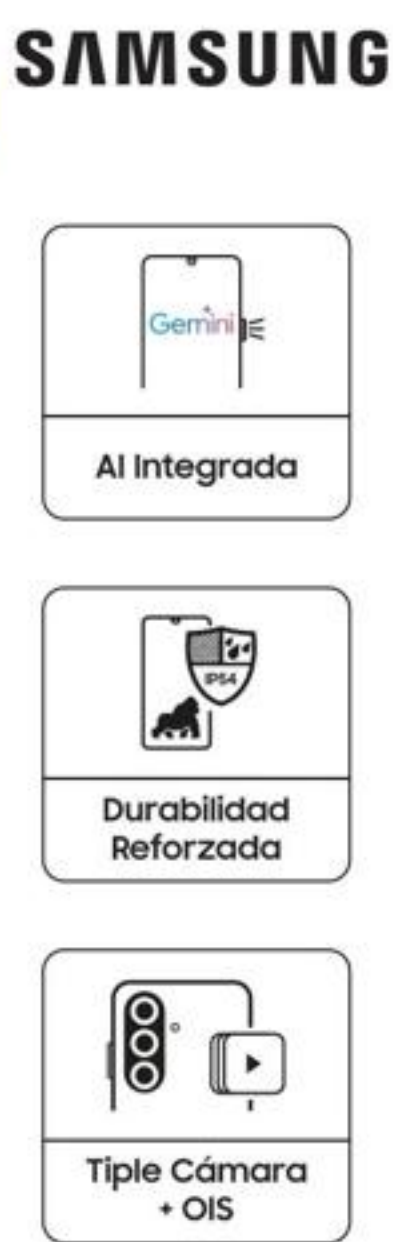 SAMSUNG
Gemini
AI Integrada
IP54
Durabilidad
Reforzada
Tiple Cámara
+ OIS